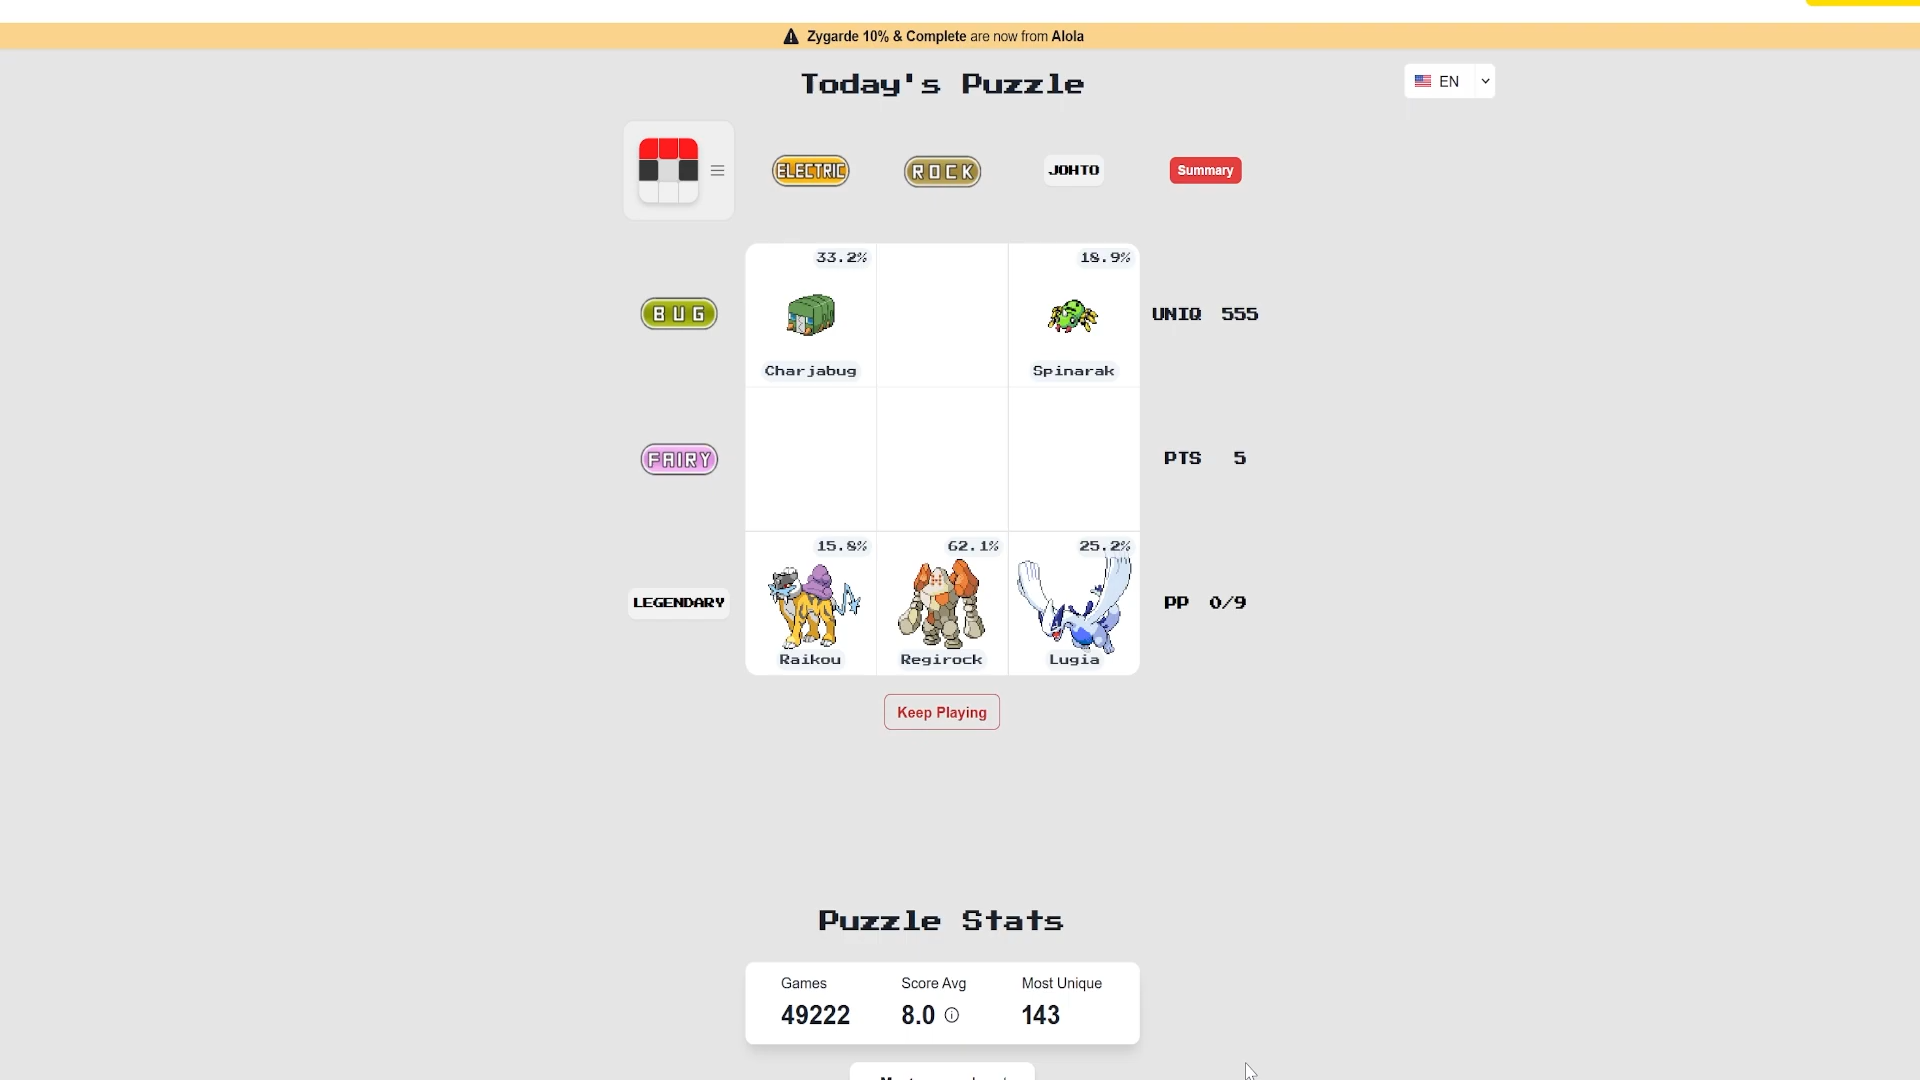 Zygarde 10% & Complete are now from Alola
Today's Puzzle
EN
ELECTRIC
ROCK
JOHTO
Summary
33.2%
18.9%
BUG
UNIQ 555
Charjabug
Spinarak
FAIRY
PTS 5
15.8%
62.1%
25.2%
LEGENDARY
PP 0/9
Raikou
Regirock
Lugia
Keep Playing
Puzzle Stats
Games
Score Avg
Most Unique
49222
8.0
143